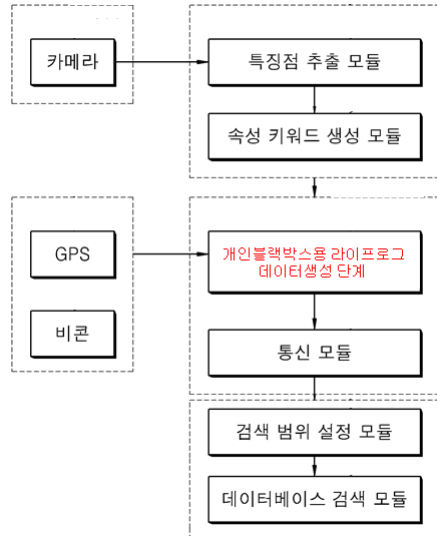 카메라
특징점 추출 모듈
속성 키워드 생성 모듈
GPS
비콘
개인블랙박스용 라이프로그
데이터생성 단계
통신 모듈
검색 범위 설정 모듈
데이터베이스 검색 모듈